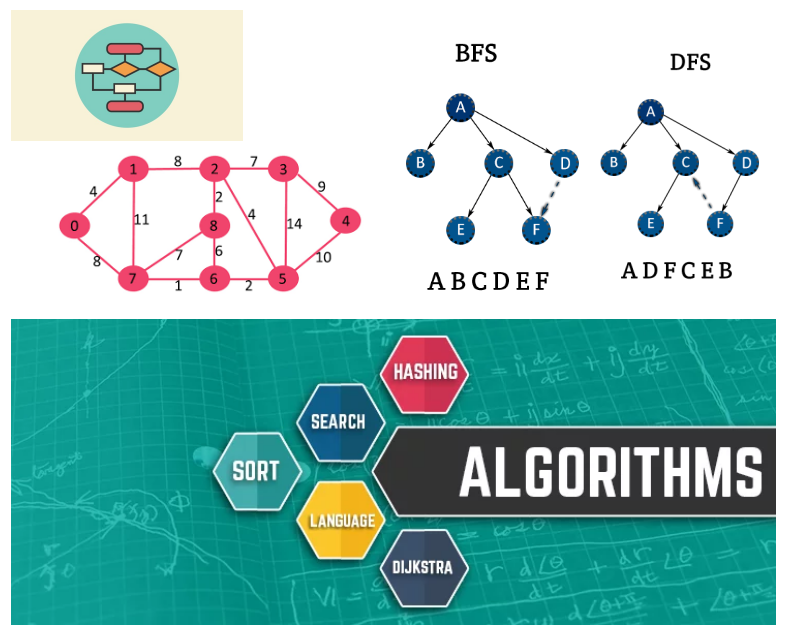 BFS
A
B
C
D
E
F
A B C D E F
DFS
A
B
C
D
E
F
A D F C E B
1
8
2
7
3
4
9
2
4
11
14
0
8
4
8
7
6
10
7
1
6
2
5
HASHING
SEARCH
SORT
ALGORITHMS
LANGUAGE
DIJKSTRA